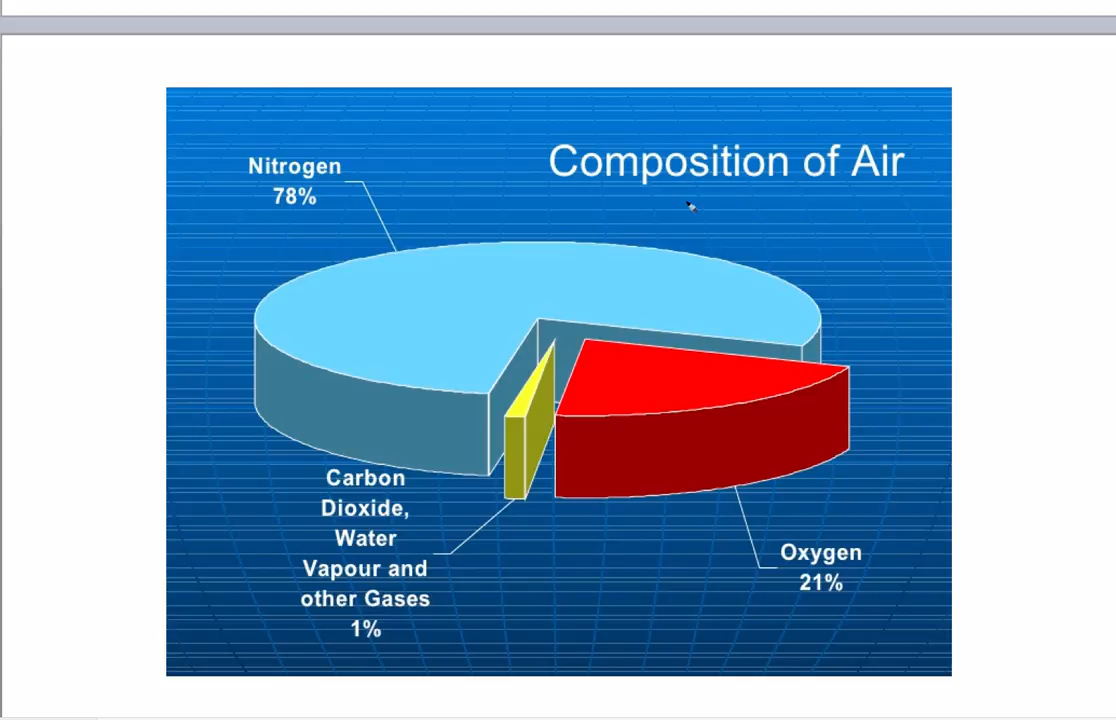 Composition of Air
Nitrogen
78%
Carbon
Dioxide,
Water
Vapour and
other Gases
1%
Oxygen
21%